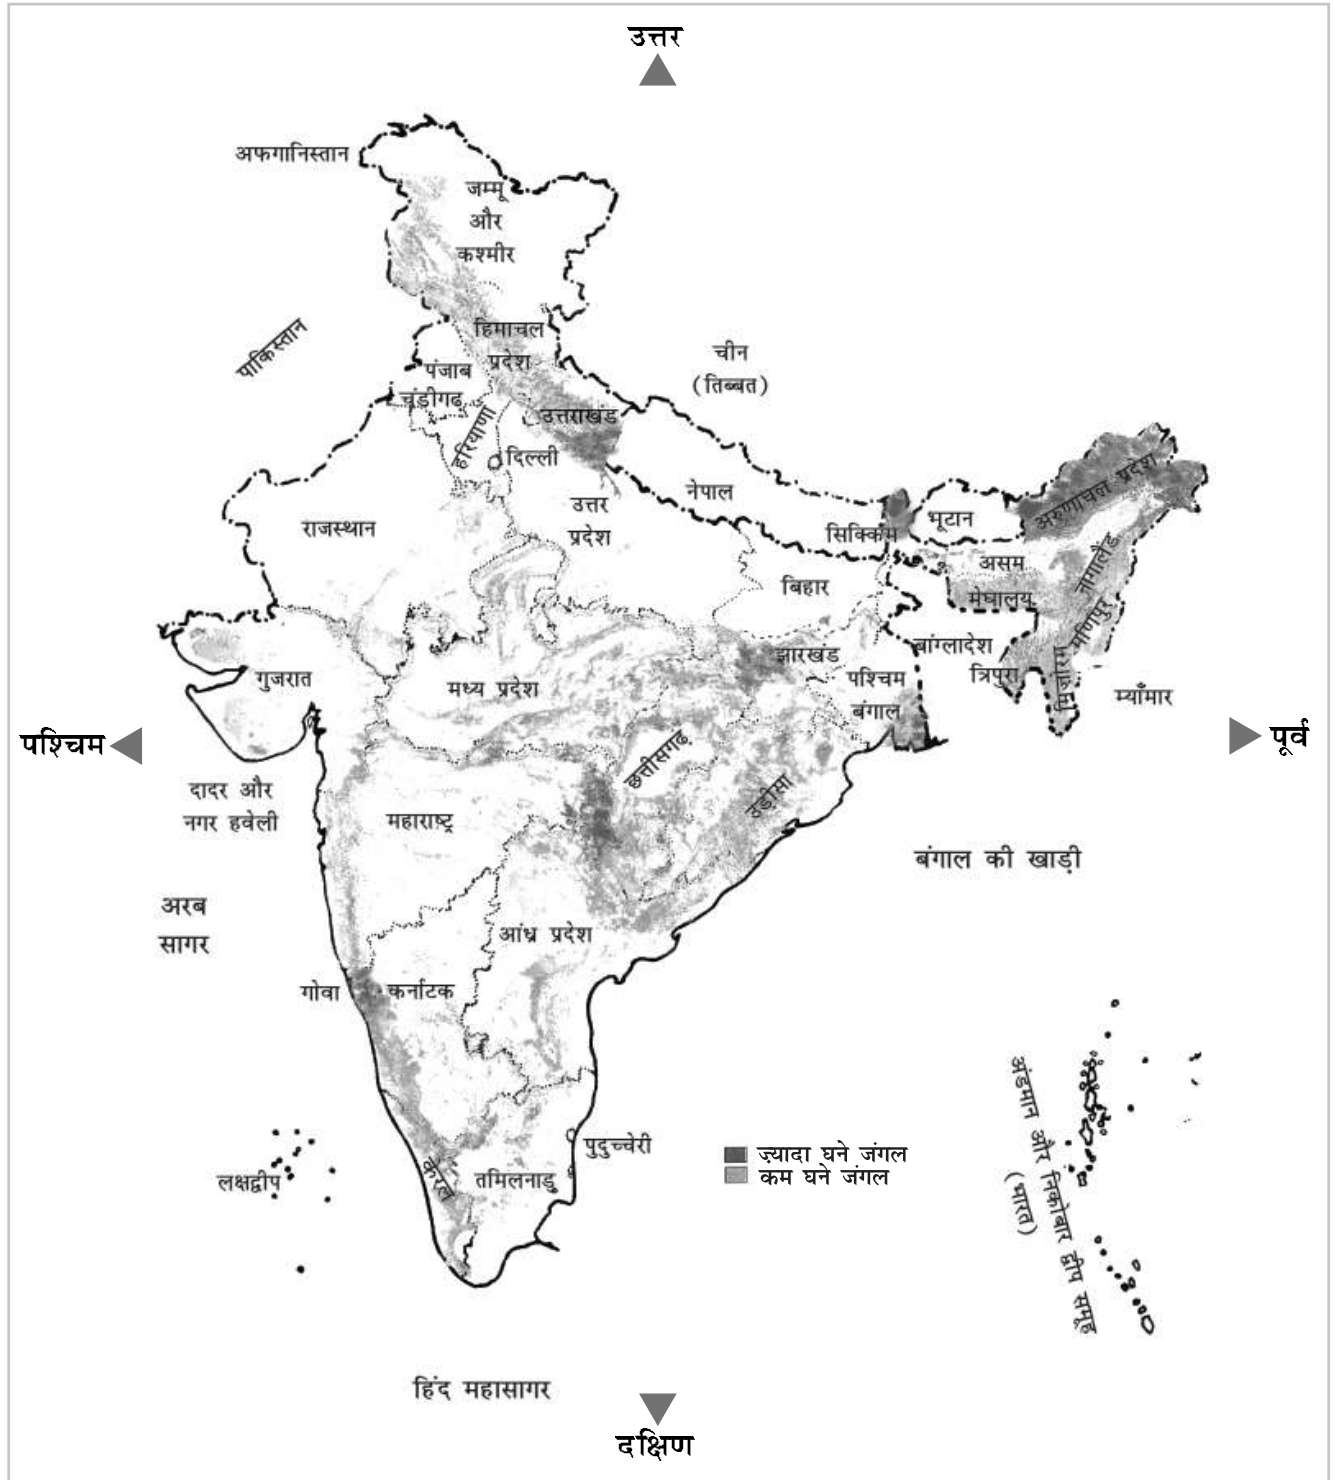 उत्तर
अफगानिस्तान
जम्मू
और
कश्मीर
हिमाचल
प्रदेश
पाकिस्तान
पंजाब
चंडीगढ़
चीन
(तिब्बत)
उत्तराखंड
हरियाणा
दिल्ली
नेपाल
उत्तर
प्रदेश
राजस्थान
सिक्किम
भूटान
अरुणाचल प्रदेश
असम
नागालैंड
बिहार
मेघालय
मणिपुर
बांग्लादेश
झारखंड
त्रिपुरा
मिज़ोरम
म्याँमार
गुजरात
मध्य प्रदेश
पश्चिम
बंगाल
पश्चिम
पूर्व
छत्तीसगढ़
उड़ीसा
दादर और
नगर हवेली
महाराष्ट्र
बंगाल की खाड़ी
अरब
सागर
आंध्र प्रदेश
गोवा
कर्नाटक
अंडमान और निकोबार द्वीप समूह
(भारत)
पुदुच्चेरी
ज़्यादा घने जंगल
कम घने जंगल
लक्षद्वीप
केरल
तमिलनाडु
हिंद महासागर
दक्षिण